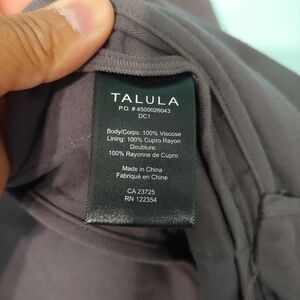 TALULA
P.O. # 4500026043
DC1
Body/Corps: 100% Viscose
Lining: 100% Cupro Rayon
Doublure:
100% Rayonne de Cupro
Made in China
Fabriqué en Chine
CA 23725
RN 122354